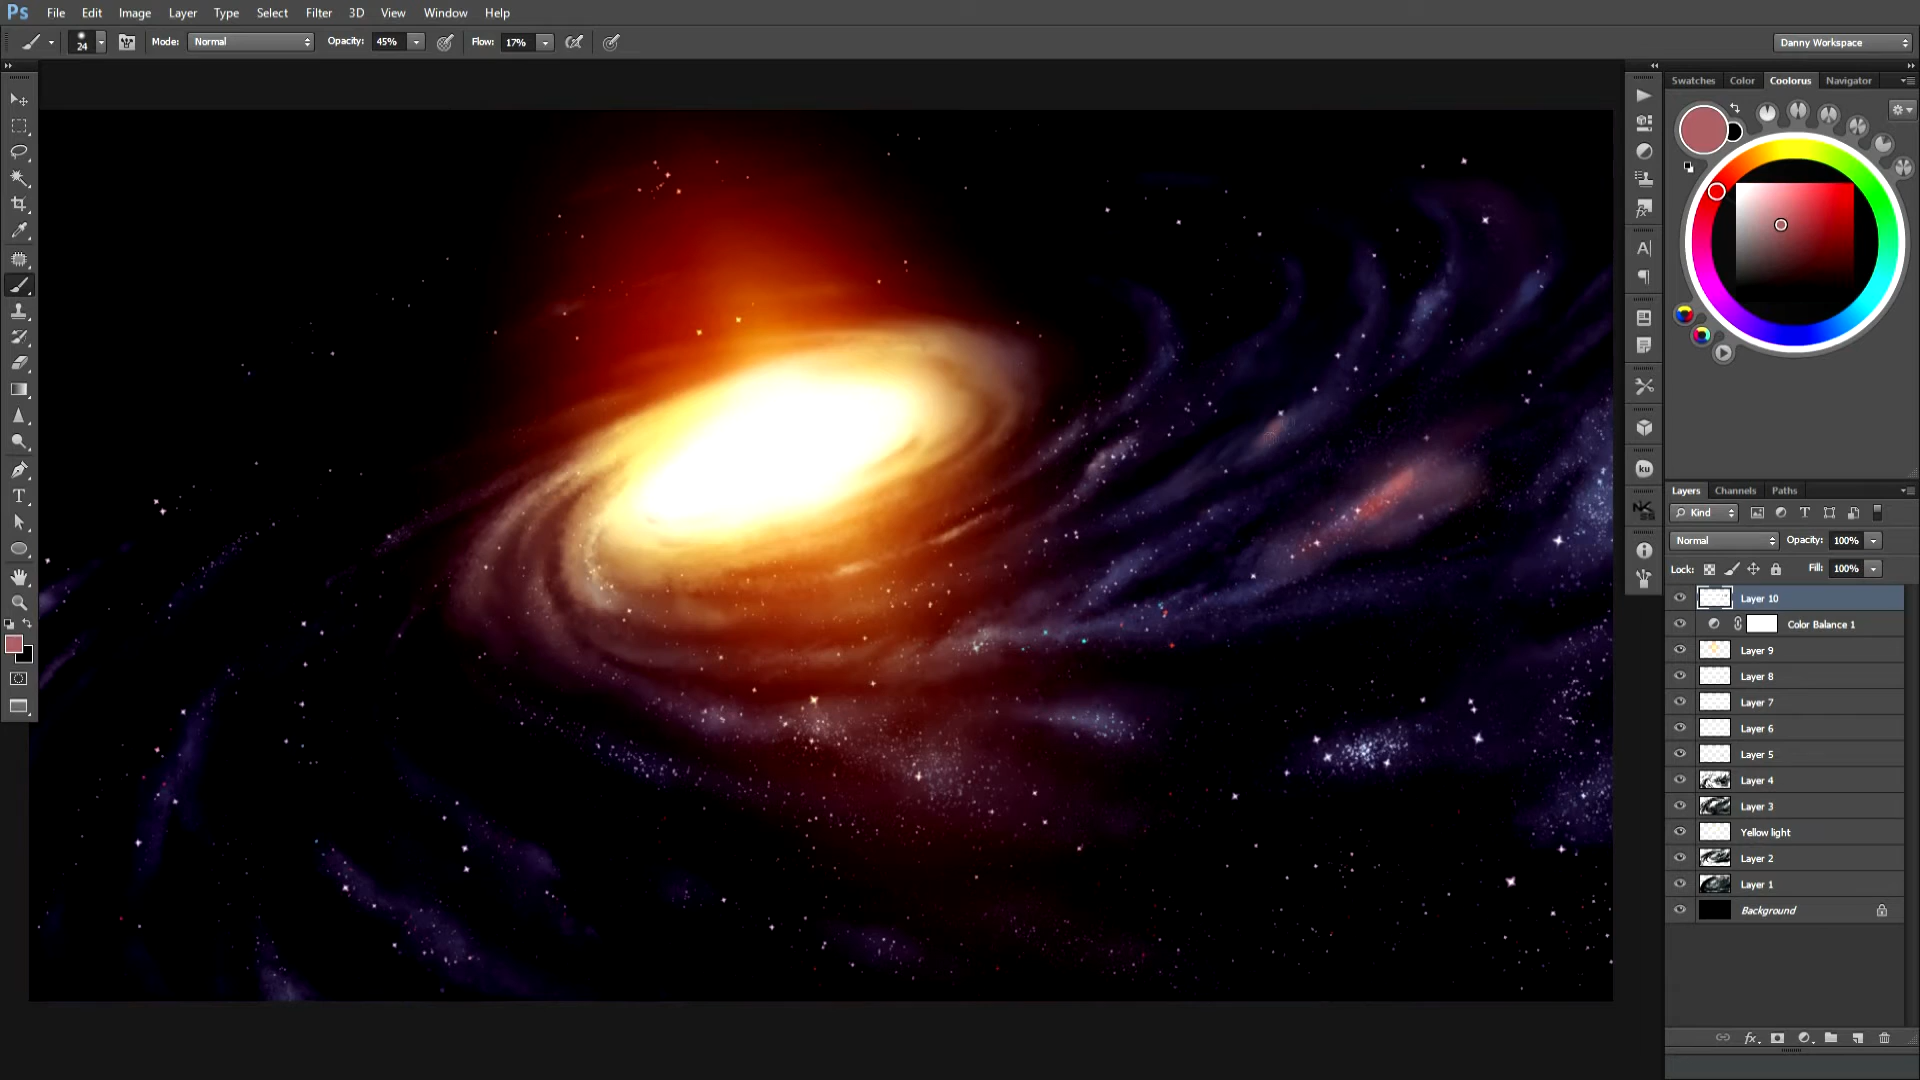 Ps File Edit Image Layer Type Select Filter 3D View Window Help
24 Mode: Normal Opacity: 45% Flow: 17% Danny Workspace
Swatches Color Coolorus Navigator
A
ku
T
Layers Channels Paths
Kind T
Normal Opacity: 100%
Lock: Fill: 100%
Layer 10
Color Balance 1
Layer 9
Layer 8
Layer 7
Layer 6
Layer 5
Layer 4
Layer 3
Yellow light
Layer 2
Layer 1
Background
fx